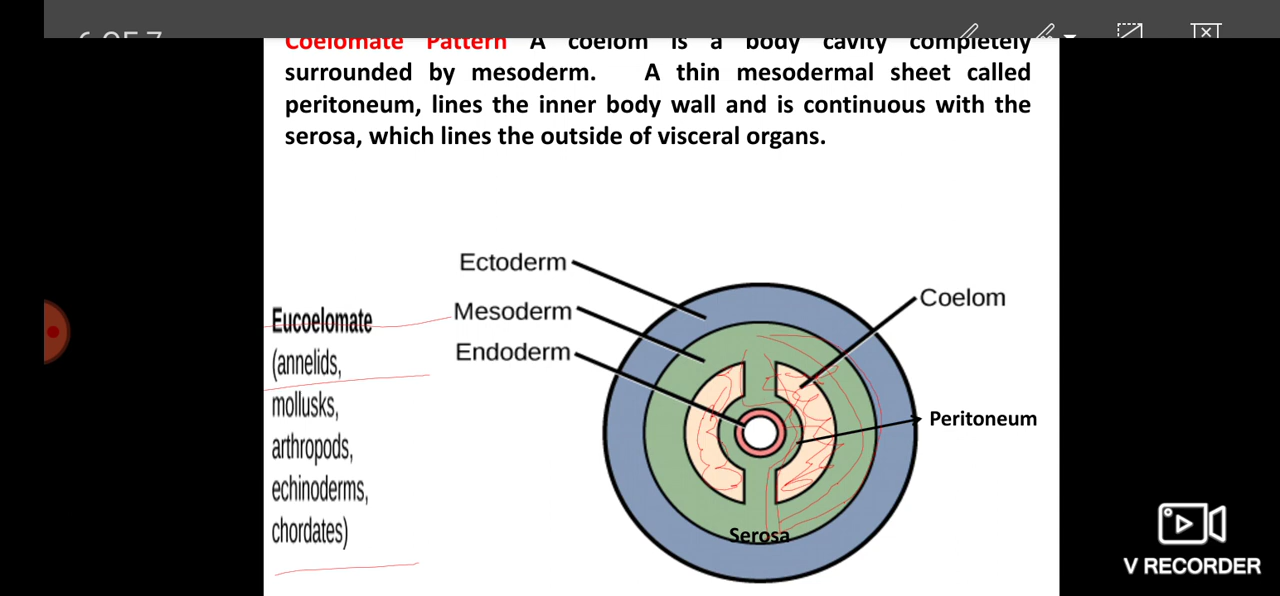 Coelomate Pattern A coelom is a body cavity completely
surrounded by mesoderm. A thin mesodermal sheet called
peritoneum, lines the inner body wall and is continuous with the
serosa, which lines the outside of visceral organs.
Ectoderm
Coelom
Mesoderm
Endoderm
Eucoelomate
(annelids,
mollusks,
arthropods,
echinoderms,
chordates)
Peritoneum
Serosa
V RECORDER